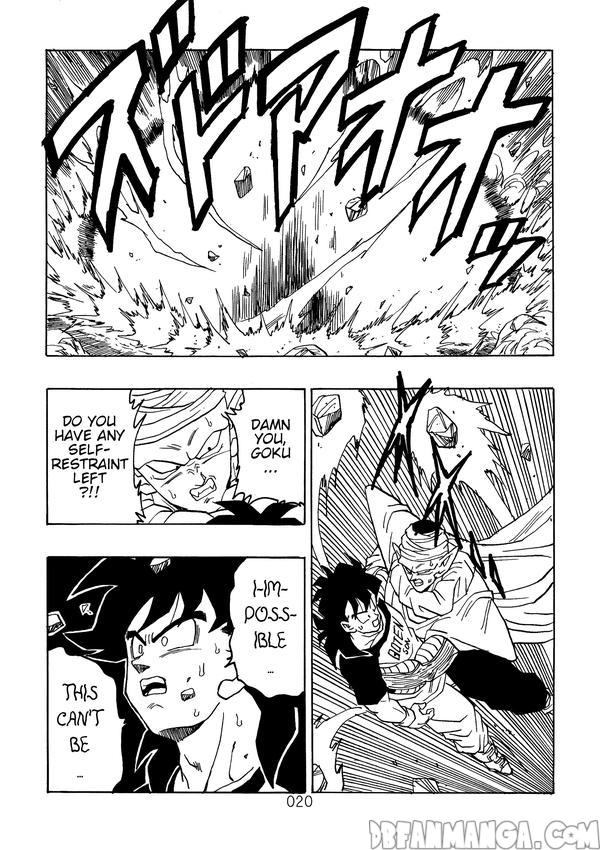 ズドアオオッ
DAMN
YOU,
GOKU
...
DO YOU
HAVE ANY
SELF-
RESTRAINT
LEFT
?!!
I-IM-
POSS-
IBLE
...
THIS
CAN'T
BE
...
020
DBFANMANGA.COM